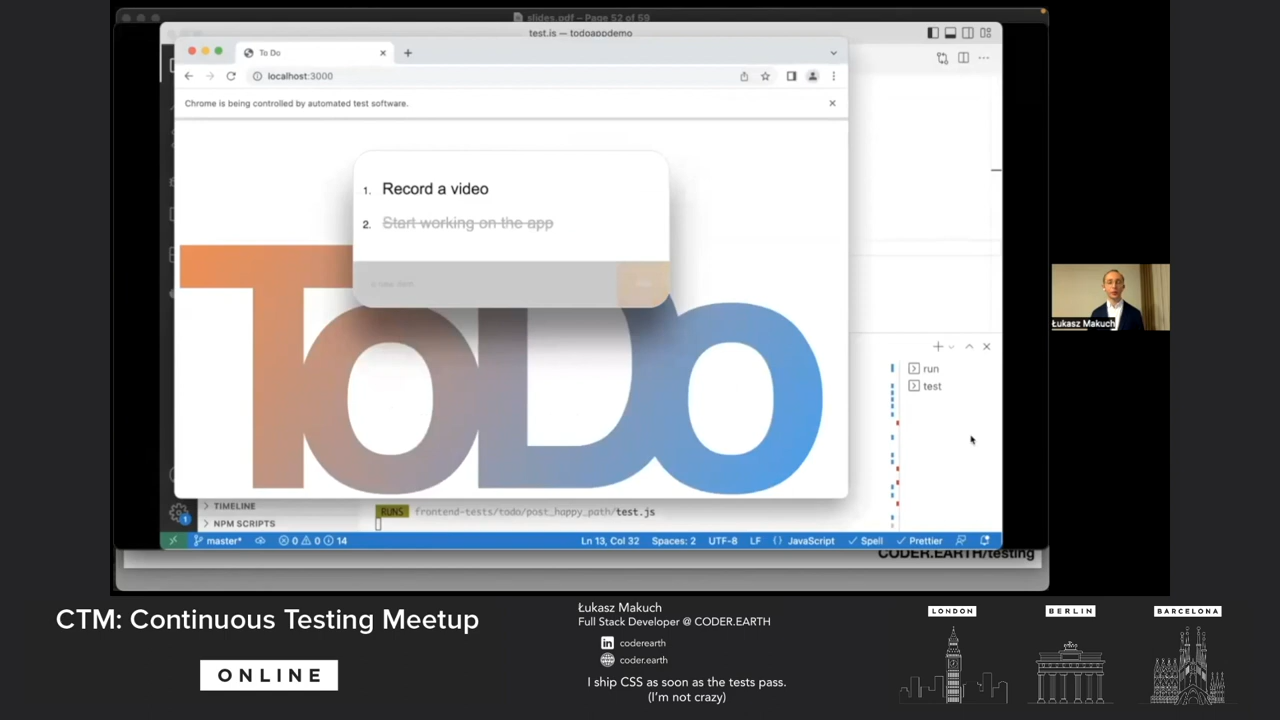 slides.pdf – Page 52 of 59
test.js — todoappdemo
To Do
localhost:3000
Chrome is being controlled by automated test software.
1. Record a video
2. Start working on the app
a new item
ToDo
run
test
TIMELINE
NPM SCRIPTS
RUNS frontend-tests/todo/post_happy_path/test.js
master* 0 0 14 Ln 13, Col 32 Spaces: 2 UTF-8 LF {} JavaScript Spell Prettier
CODER.EARTH/testing
Łukasz Makuch
CTM: Continuous Testing Meetup
ONLINE
Łukasz Makuch
Full Stack Developer @ CODER.EARTH
in coderearth
coder.earth
I ship CSS as soon as the tests pass.
(I'm not crazy)
LONDON
BERLIN
BARCELONA